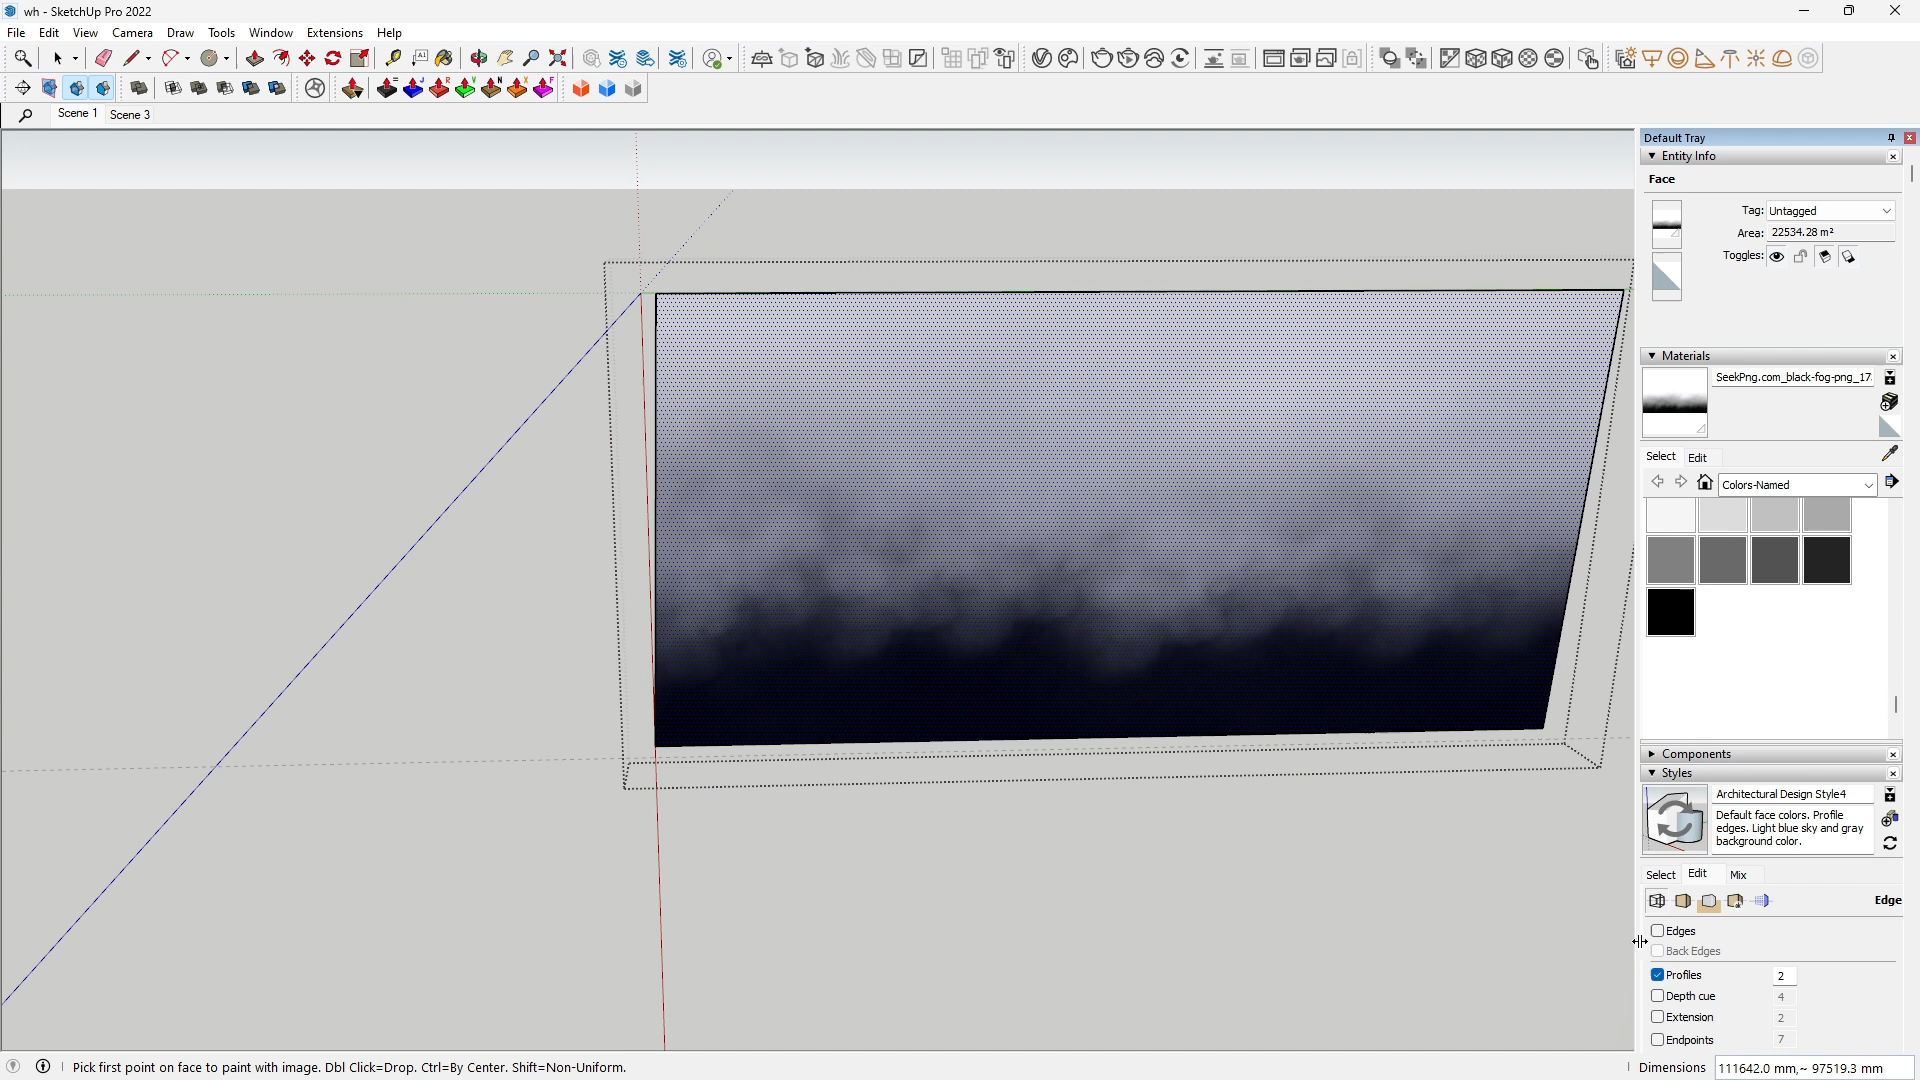 wh - SketchUp Pro 2022
File Edit View Camera Draw Tools Window Extensions Help
Scene 1 Scene 3
Default Tray
Entity Info
Face
Tag: Untagged
Area: 22534.28 m²
Toggles:
Materials
SeekPng.com_black-fog-png_17
Select Edit
Colors-Named
Components
Styles
Architectural Design Style4
Default face colors. Profile
edges. Light blue sky and gray
background color.
Select Edit Mix
Edge
Edges
Back Edges
Profiles 2
Depth cue 4
Extension 2
Endpoints 7
Pick first point on face to paint with image. Dbl Click=Drop. Ctrl=By Center. Shift=Non-Uniform.
Dimensions 111642.0 mm,~ 97519.3 mm